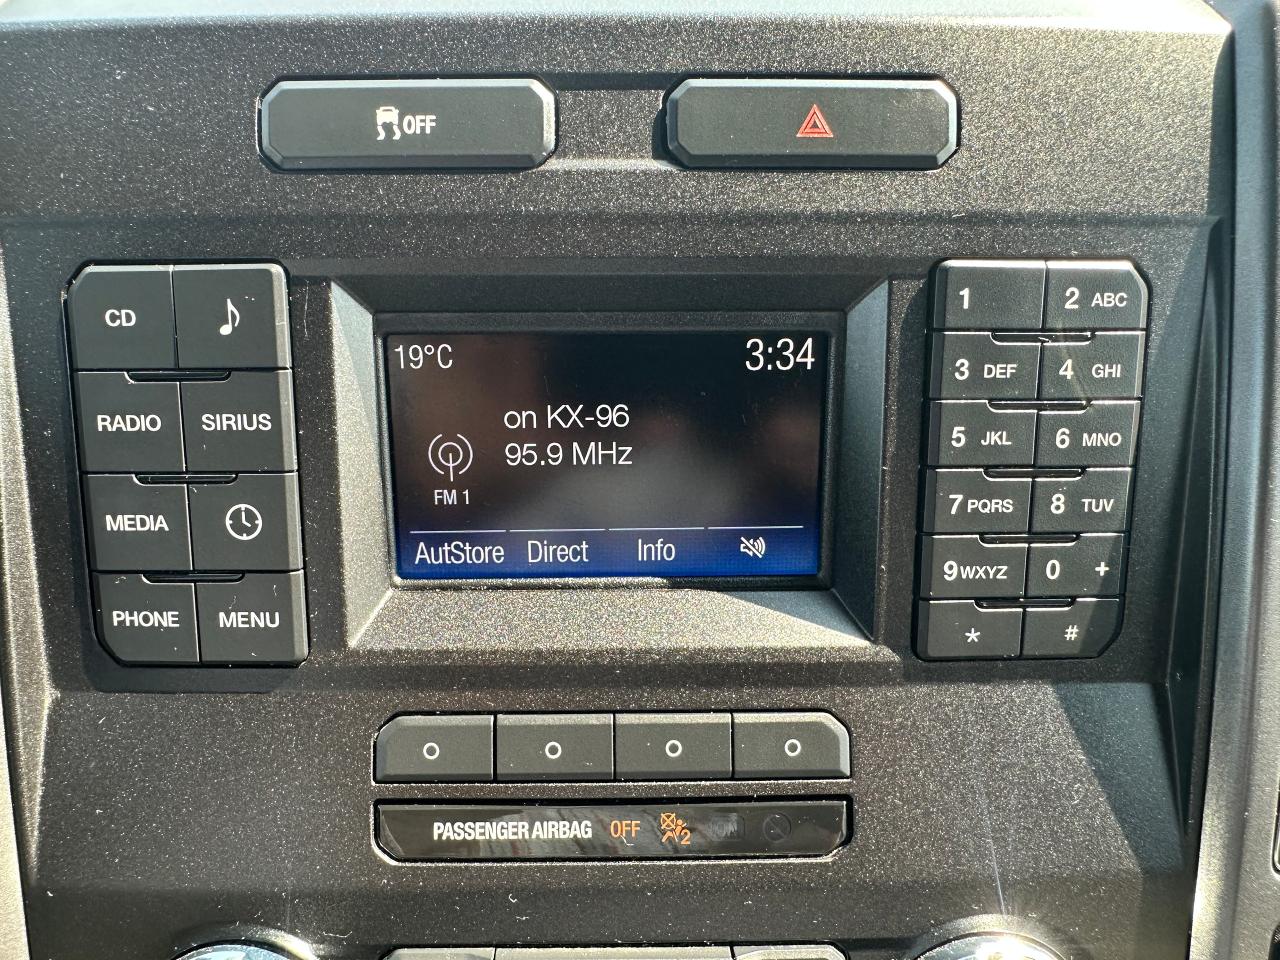 OFF
CD
RADIO SIRIUS
MEDIA
PHONE MENU
19°C 3:34
on KX-96
95.9 MHz
FM 1
AutStore Direct Info
1 2 ABC
3 DEF 4 GHI
5 JKL 6 MNO
7 PQRS 8 TUV
9 WXYZ 0 +
* #
PASSENGER AIRBAG OFF 2 ON